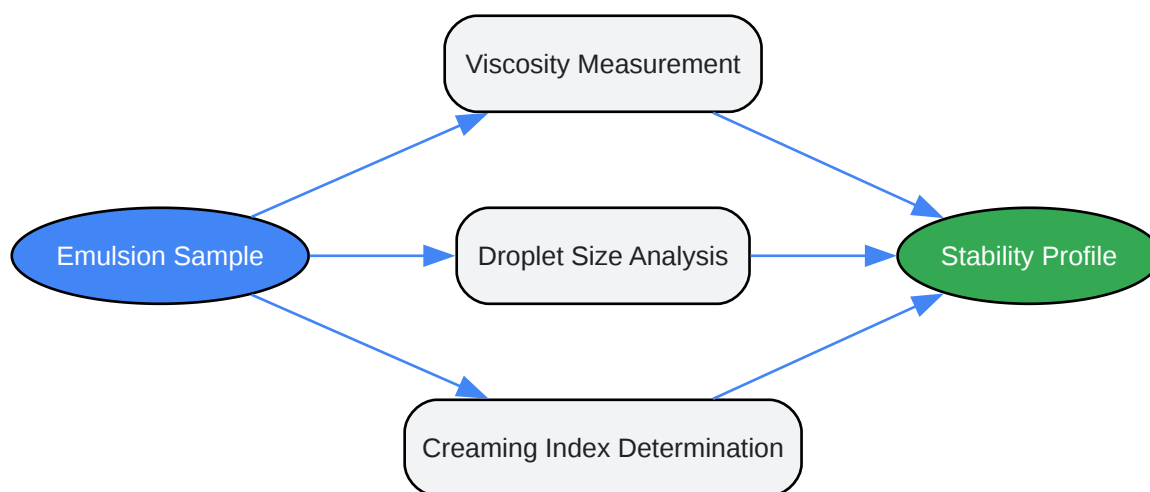 Viscosity Measurement
Emulsion Sample
Droplet Size Analysis
Stability Profile
Creaming Index Determination